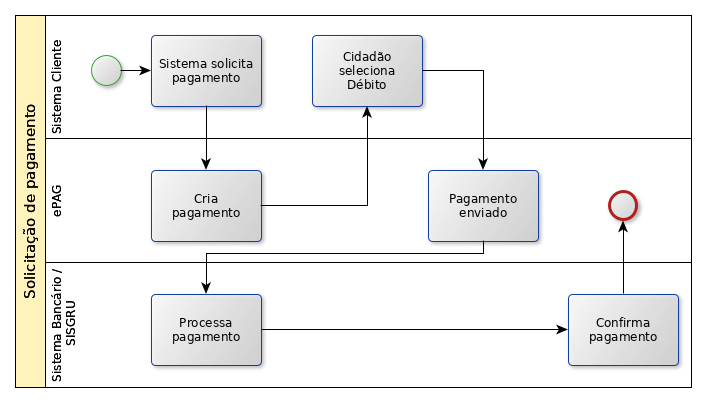 Solicitação de pagamento
Sistema Cliente
Sistema solicita
pagamento
Cidadão
seleciona
Débito
ePAG
Cria
pagamento
Pagamento
enviado
Sistema Bancário /
SISGRU
Processa
pagamento
Confirma
pagamento